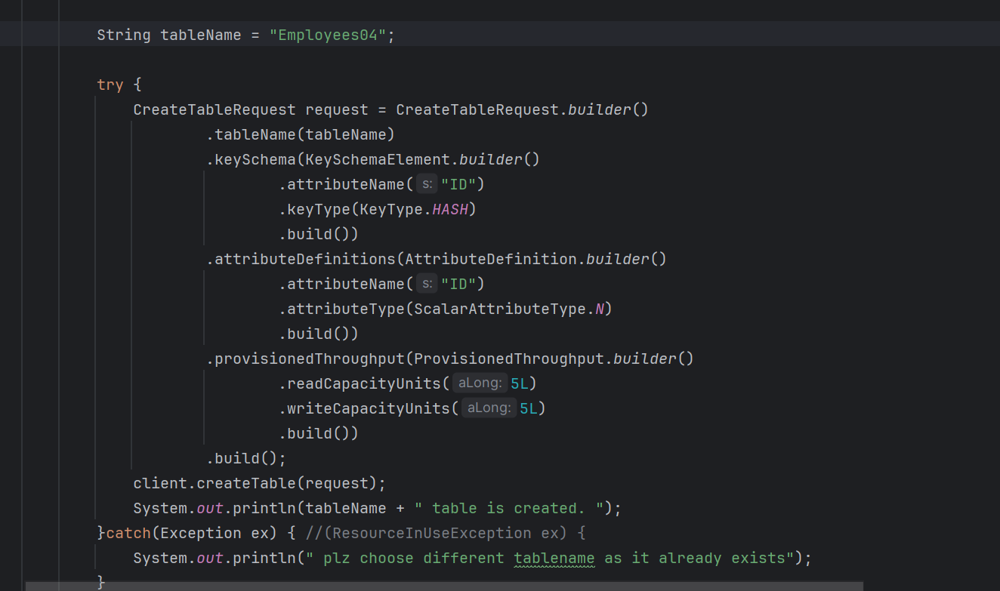 String tableName = "Employees04";
try {
CreateTableRequest request = CreateTableRequest.builder()
.tableName(tableName)
.keySchema(KeySchemaElement.builder()
.attributeName( s: "ID")
.keyType(KeyType.HASH)
.build())
.attributeDefinitions(AttributeDefinition.builder()
.attributeName( s: "ID")
.attributeType(ScalarAttributeType.N)
.build())
.provisionedThroughput(ProvisionedThroughput.builder()
.readCapacityUnits( aLong: 5L)
.writeCapacityUnits( aLong: 5L)
.build())
.build();
client.createTable(request);
System.out.println(tableName + " table is created. ");
}catch(Exception ex) { //(ResourceInUseException ex) {
System.out.println(" plz choose different tablename as it already exists");
}